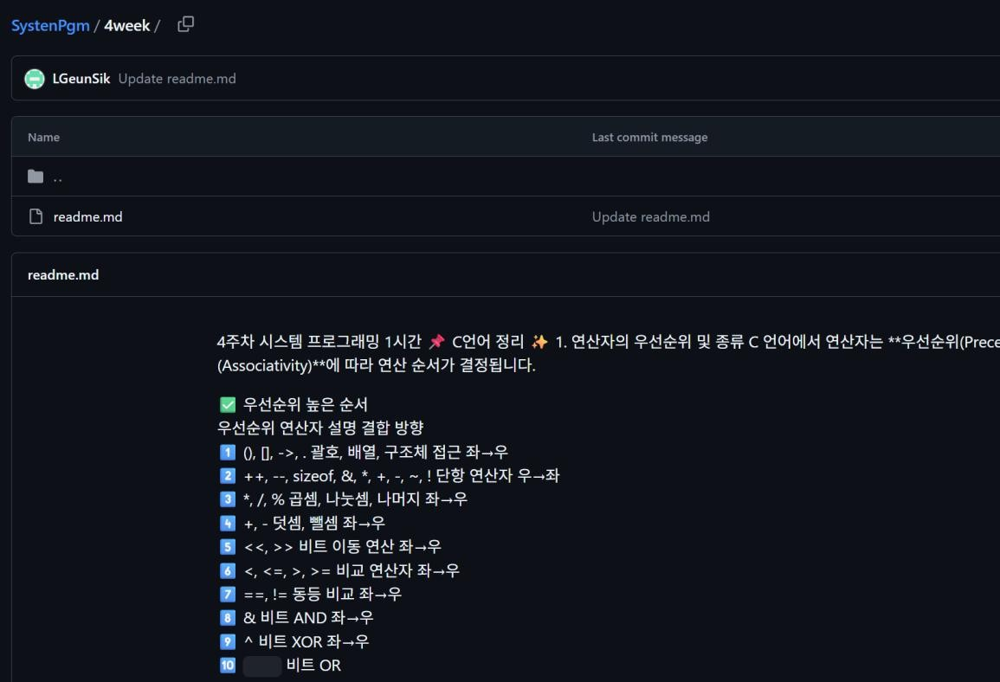 SystenPgm / 4week /
LGeunSik Update readme.md
Name Last commit message
..
readme.md Update readme.md
readme.md
4주차 시스템 프로그래밍 1시간 📌 C언어 정리 ✨ 1. 연산자의 우선순위 및 종류 C 언어에서 연산자는 **우선순위(Prece
(Associativity)**에 따라 연산 순서가 결정됩니다.
✅ 우선순위 높은 순서
우선순위 연산자 설명 결합 방향
1️⃣ (), [], ->, . 괄호, 배열, 구조체 접근 좌→우
2️⃣ ++, --, sizeof, &, *, +, -, ~, ! 단항 연산자 우→좌
3️⃣ *, /, % 곱셈, 나눗셈, 나머지 좌→우
4️⃣ +, - 덧셈, 뺄셈 좌→우
5️⃣ <<, >> 비트 이동 연산 좌→우
6️⃣ <, <=, >, >= 비교 연산자 좌→우
7️⃣ ==, != 동등 비교 좌→우
8️⃣ & 비트 AND 좌→우
9️⃣ ^ 비트 XOR 좌→우
🔟 비트 OR